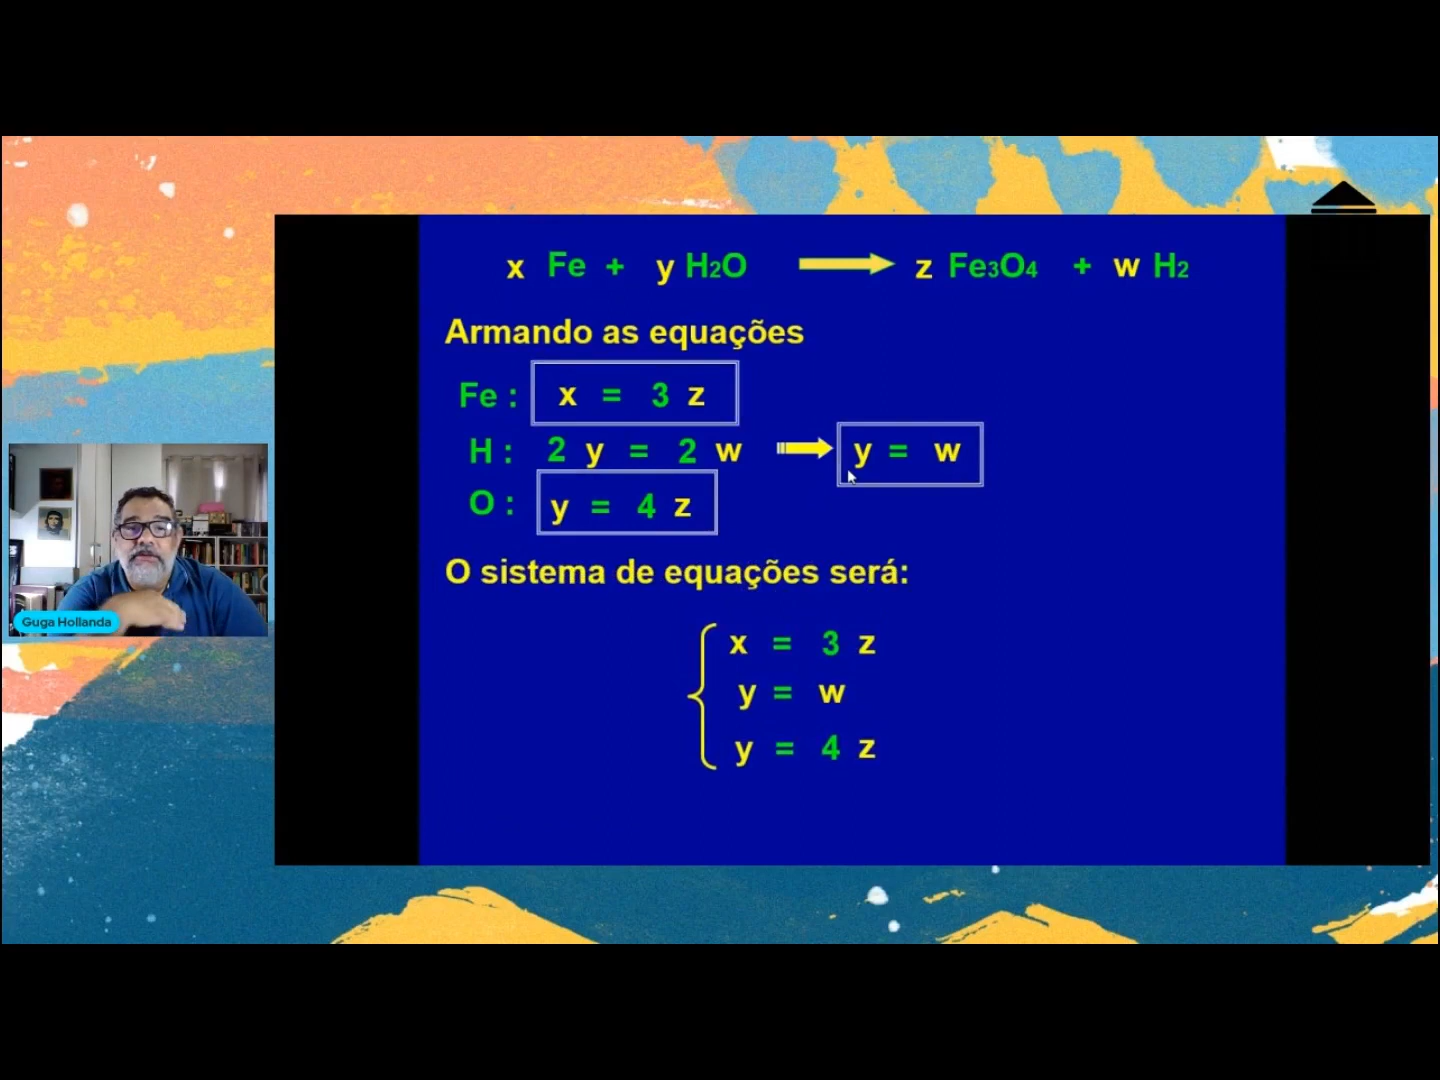 x Fe + y H2O z Fe3O4 + w H2
Armando as equações
Fe : x = 3 z
H : 2 y = 2 w y = w
O : y = 4 z
O sistema de equações será:
x = 3 z
y = w
y = 4 z
Guga Hollanda